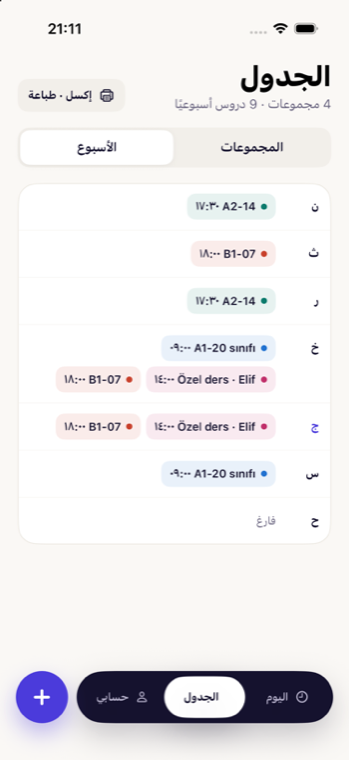 21:11
الجدول
4 مجموعات · 9 دروس أسبوعيًا
إكسل · طباعة
المجموعات
الأسبوع
ن
A2-14 ١٧:٣٠
ث
B1-07 ١٨:٠٠
ر
A2-14 ١٧:٣٠
خ
A1-20 sınıfı ٠٩:٠٠
Özel ders · Elif ١٤:٠٠
B1-07 ١٨:٠٠
ج
Özel ders · Elif ١٤:٠٠
B1-07 ١٨:٠٠
س
A1-20 sınıfı ٠٩:٠٠
ح
فارغ
اليوم
الجدول
حسابي